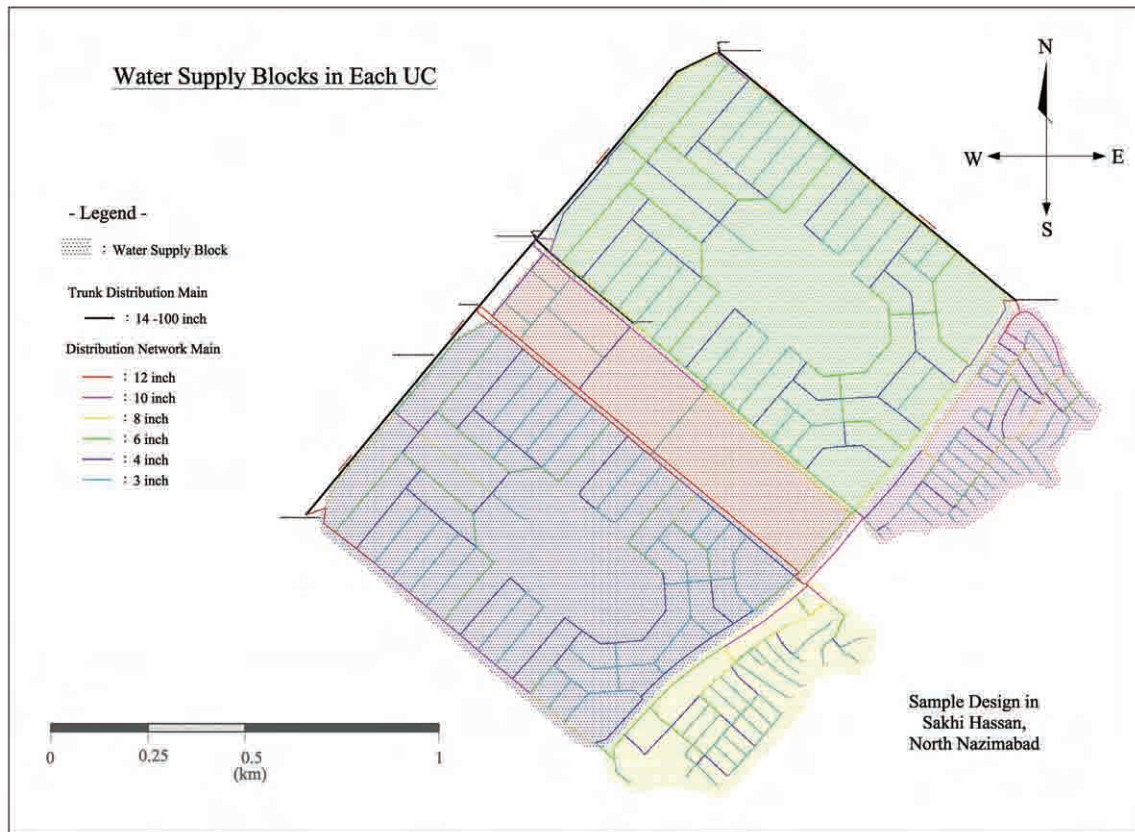 Water Supply Blocks in Each UC
N
W
E
S
- Legend -
: Water Supply Block
Trunk Distribution Main
: 14 -100 inch
Distribution Network Main
: 12 inch
: 10 inch
: 8 inch
: 6 inch
: 4 inch
: 3 inch
Sample Design in
Sakhi Hassan,
North Nazimabad
0
0.25
0.5
1
(km)